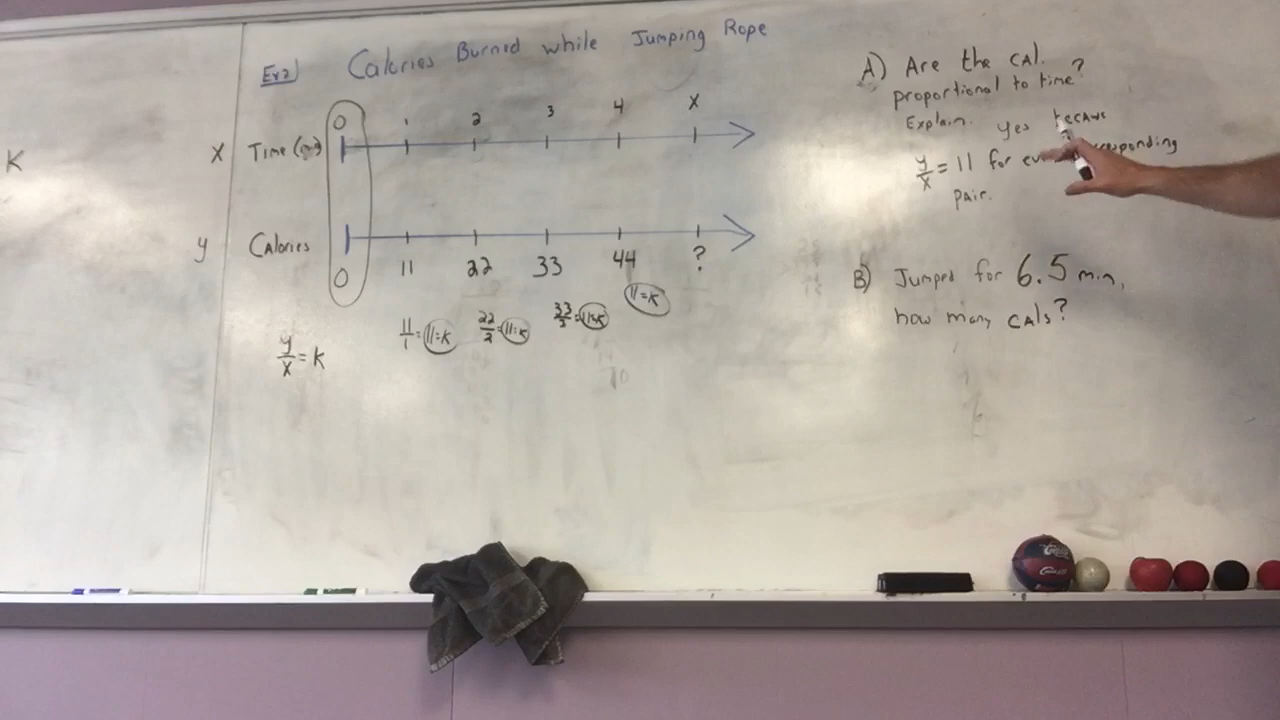 K
Ex2) Calories Burned while Jumping Rope
0 1 2 3 4 X
X Time (min)
y Calories
0 11 22 33 44 ?
11/1 = 11=K 22/2 = 11=K 33/3 = 11=K 11=K
y/x = K
A) Are the CAl.
proportional to time?
Explain. Yes because
y/x = 11 for
PAir.
B) Jumped for 6.5 min,
how many CAls?